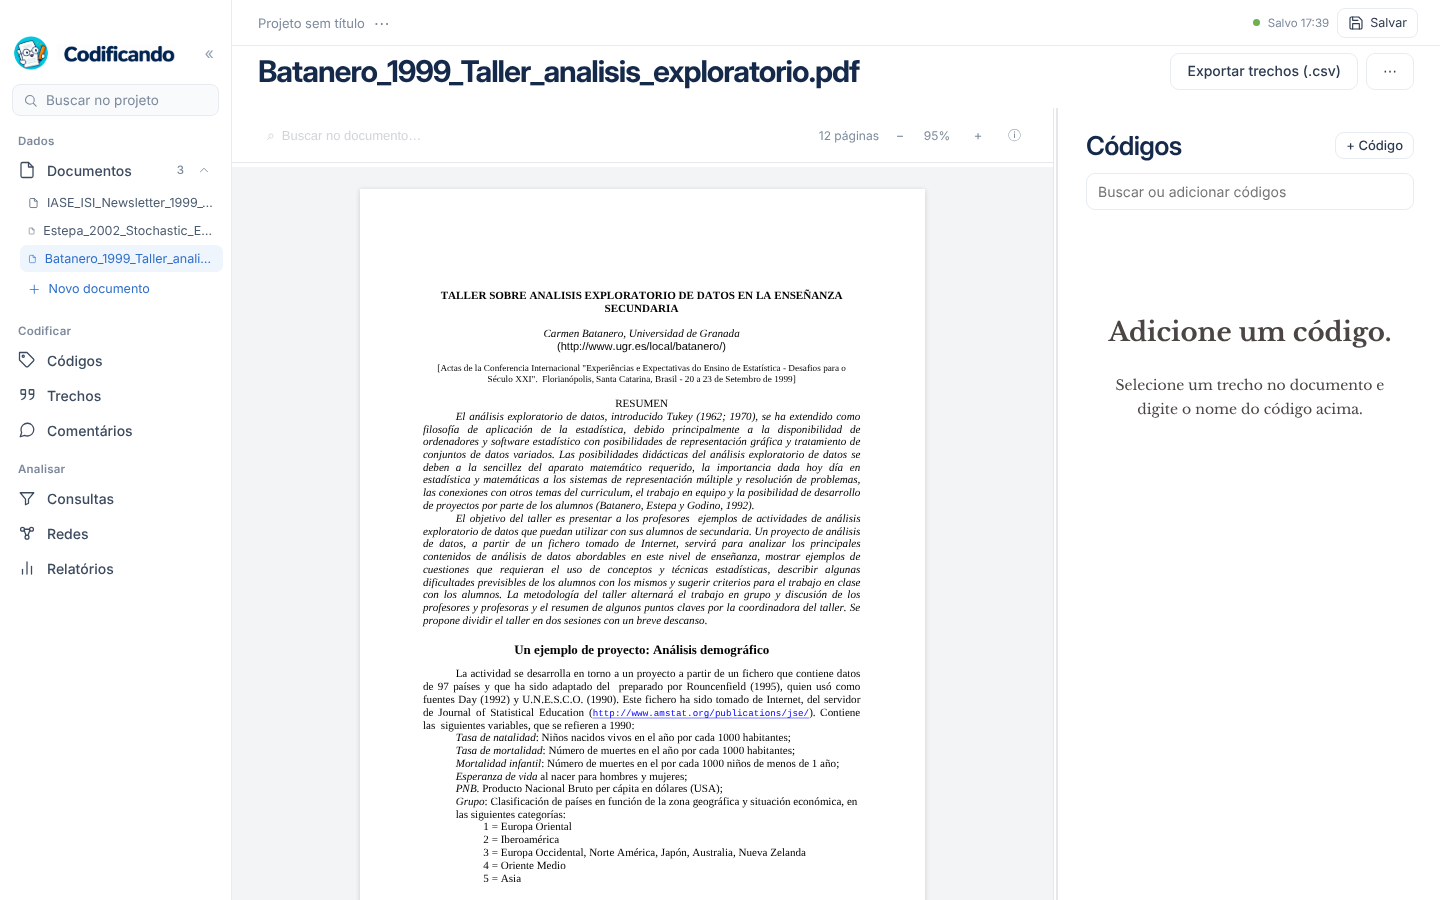 Codificando
«
Buscar no projeto
Dados
Documentos 3
IASE_ISI_Newsletter_1999_...
Estepa_2002_Stochastic_E...
Batanero_1999_Taller_anali...
+ Novo documento
Codificar
Códigos
Trechos
Comentários
Analisar
Consultas
Redes
Relatórios
Projeto sem título ...
Salvo 17:39
Salvar
Batanero_1999_Taller_analisis_exploratorio.pdf
Exportar trechos (.csv)
...
Buscar no documento...
12 páginas − 95% +
TALLER SOBRE ANALISIS EXPLORATORIO DE DATOS EN LA ENSEÑANZA
SECUNDARIA
Carmen Batanero, Universidad de Granada
(http://www.ugr.es/local/batanero/)
[Actas de la Conferencia Internacional "Experiências e Expectativas do Ensino de Estatística - Desafios para o
Século XXI". Florianópolis, Santa Catarina, Brasil - 20 a 23 de Setembro de 1999]
RESUMEN
El análisis exploratorio de datos, introducido Tukey (1962; 1970), se ha extendido como
filosofía de aplicación de la estadística, debido principalmente a la disponibilidad de
ordenadores y software estadístico con posibilidades de representación gráfica y tratamiento de
conjuntos de datos variados. Las posibilidades didácticas del análisis exploratorio de datos se
deben a la sencillez del aparato matemático requerido, la importancia dada hoy día en
estadística y matemáticas a los sistemas de representación múltiple y resolución de problemas,
las conexiones con otros temas del curriculum, el trabajo en equipo y la posibilidad de desarrollo
de proyectos por parte de los alumnos (Batanero, Estepa y Godino, 1992).
El objetivo del taller es presentar a los profesores ejemplos de actividades de análisis
exploratorio de datos que puedan utilizar con sus alumnos de secundaria. Un proyecto de análisis
de datos, a partir de un fichero tomado de Internet, servirá para analizar los principales
contenidos de análisis de datos abordables en este nivel de enseñanza, mostrar ejemplos de
cuestiones que requieran el uso de conceptos y técnicas estadísticas, describir algunas
dificultades previsibles de los alumnos con los mismos y sugerir criterios para el trabajo en clase
con los alumnos. La metodología del taller alternará el trabajo en grupo y discusión de los
profesores y profesoras y el resumen de algunos puntos claves por la coordinadora del taller. Se
propone dividir el taller en dos sesiones con un breve descanso.
Un ejemplo de proyecto: Análisis demográfico
La actividad se desarrolla en torno a un proyecto a partir de un fichero que contiene datos
de 97 países y que ha sido adaptado del preparado por Rouncenfield (1995), quien usó como
fuentes Day (1992) y U.N.E.S.C.O. (1990). Este fichero ha sido tomado de Internet, del servidor
de Journal of Statistical Education (http://www.amstat.org/publications/jse/). Contiene
las siguientes variables, que se refieren a 1990:
Tasa de natalidad: Niños nacidos vivos en el año por cada 1000 habitantes;
Tasa de mortalidad: Número de muertes en el año por cada 1000 habitantes;
Mortalidad infantil: Número de muertes en el por cada 1000 niños de menos de 1 año;
Esperanza de vida al nacer para hombres y mujeres;
PNB. Producto Nacional Bruto per cápita en dólares (USA);
Grupo: Clasificación de países en función de la zona geográfica y situación económica, en
las siguientes categorías:
1 = Europa Oriental
2 = Iberoamérica
3 = Europa Occidental, Norte América, Japón, Australia, Nueva Zelanda
4 = Oriente Medio
5 = Asia
Códigos
+ Código
Buscar ou adicionar códigos
Adicione um código.
Selecione um trecho no documento e
digite o nome do código acima.